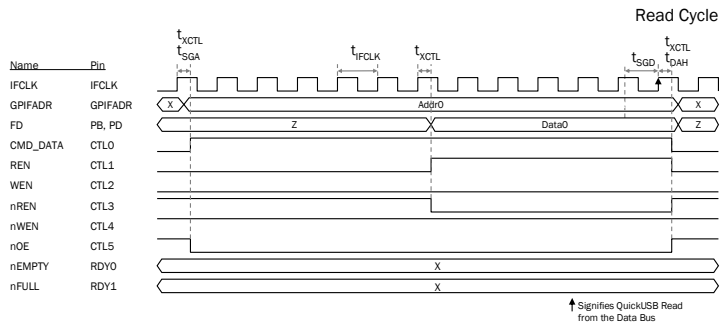 Read Cycle
tXCTL
tSGA
tIFCLK
tXCTL
tSGD
tXCTL
tDAH
Name Pin
IFCLK IFCLK
GPIFADR GPIFADR X Addr0 X
FD PB, PD Z Data0 Z
CMD_DATA CTL0
REN CTL1
WEN CTL2
nREN CTL3
nWEN CTL4
nOE CTL5
nEMPTY RDY0 X
nFULL RDY1 X
Signifies QuickUSB Read
from the Data Bus